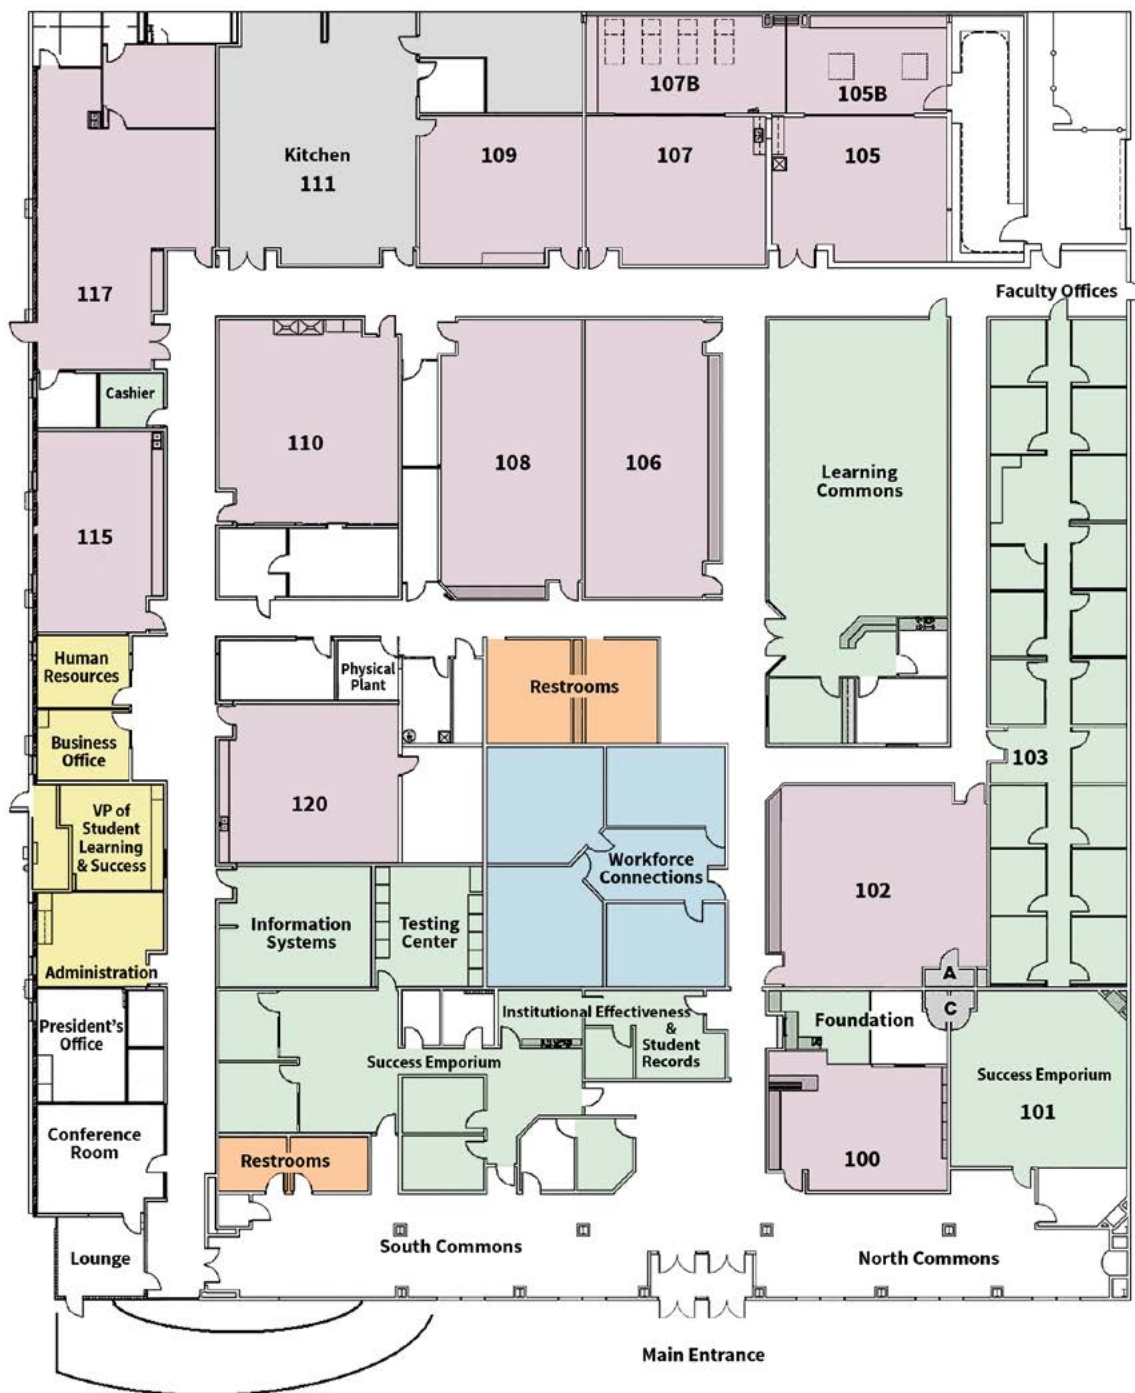 107B
105B
Kitchen
111
109
107
105
117
Faculty Offices
Cashier
110
108
106
Learning
Commons
115
Human
Resources
Physical
Plant
Restrooms
Business
Office
103
VP of
Student
Learning
& Success
120
Workforce
Connections
102
Information
Systems
Testing
Center
Administration
A
President's
Office
Institutional Effectiveness
&
Student
Records
C
Foundation
Success Emporium
Success Emporium
101
Conference
Room
Restrooms
100
Lounge
South Commons
North Commons
Main Entrance